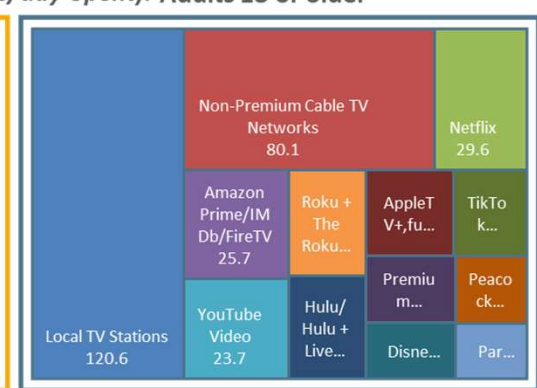 Adults 18 or older
Non-Premium Cable TV
Networks
80.1
Netflix
29.6
Amazon
Prime/IM
Db/FireTV
25.7
Roku +
The
Roku...
AppleT
V+,fu...
TikTo
k...
Local TV Stations
120.6
YouTube
Video
23.7
Hulu/
Hulu +
Live...
Premiu
m...
Peaco
ck...
Disne...
Par...